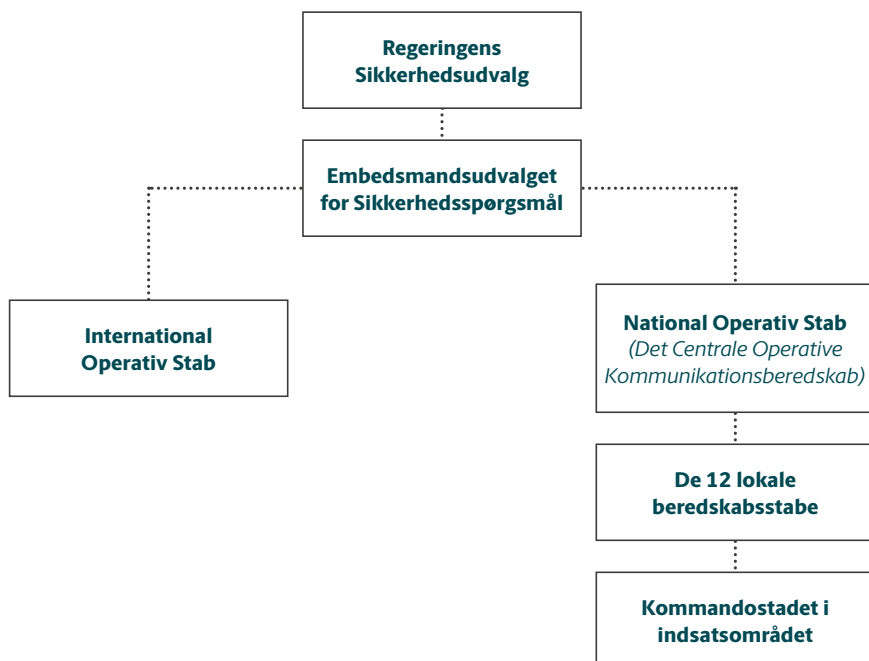 Regeringens
Sikkerhedsudvalg
Embedsmandsudvalget
for Sikkerhedsspørgsmål
International
Operativ Stab
National Operativ Stab
(Det Centrale Operative
Kommunikationsberedskab)
De 12 lokale
beredskabsstabe
Kommandostadet i
indsatsområdet